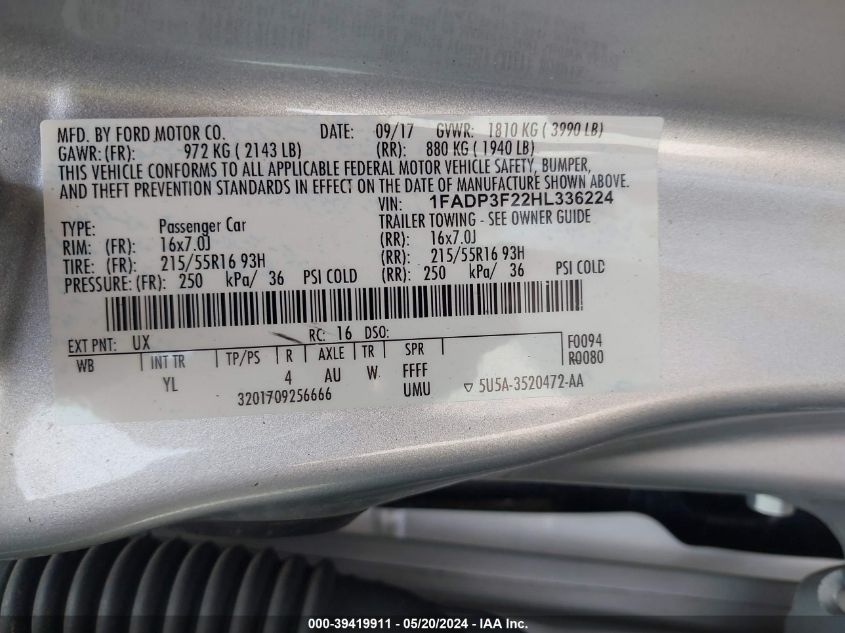 MFD. BY FORD MOTOR CO. DATE: 09/17 GVWR: 1810 KG ( 3990 LB)
GAWR: (FR): 972 KG ( 2143 LB) (RR): 880 KG ( 1940 LB)
THIS VEHICLE CONFORMS TO ALL APPLICABLE FEDERAL MOTOR VEHICLE SAFETY, BUMPER,
AND THEFT PREVENTION STANDARDS IN EFFECT ON THE DATE OF MANUFACTURE SHOWN ABOVE.
VIN: 1FADP3F22HL336224
TYPE: Passenger Car TRAILER TOWING - SEE OWNER GUIDE
RIM: (FR): 16x7.0J (RR): 16x7.0J
TIRE: (FR): 215/55R16 93H (RR): 215/55R16 93H
PRESSURE: (FR): 250 kPa/ 36 PSI COLD (RR): 250 kPa/ 36 PSI COLD
EXT PNT: UX RC: 16 DSO: F0094
WB INT TR TP/PS R AXLE TR SPR R0080
YL 4 AU W FFFF
3201709256666 UMU ▽ 5U5A-3520472-AA
000-39419911 - 05/20/2024 - IAA Inc.